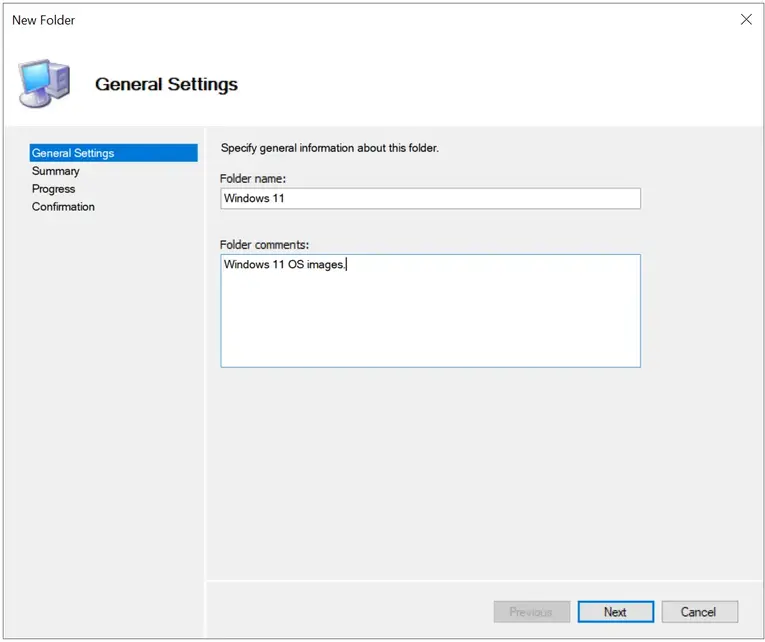 New Folder
General Settings
General Settings
Summary
Progress
Confirmation
Specify general information about this folder.
Folder name:
Windows 11
Folder comments:
Windows 11 OS images.
Previous
Next
Cancel